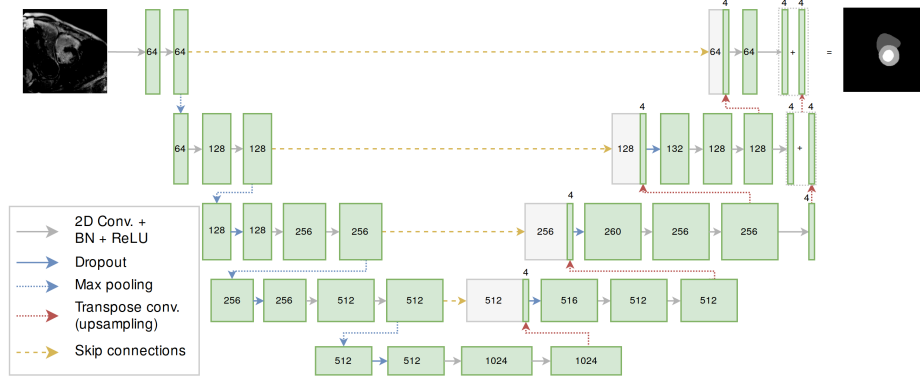 4 4 4
64 64 64 64 + =
4 4 4
64 128 128 128 132 128 128 +
4 4
128 128 256 256 256 260 256 256
4
256 256 512 512 512 516 512 512
512 512 1024 1024
2D Conv. +
BN + ReLU
Dropout
Max pooling
Transpose conv.
(upsampling)
Skip connections